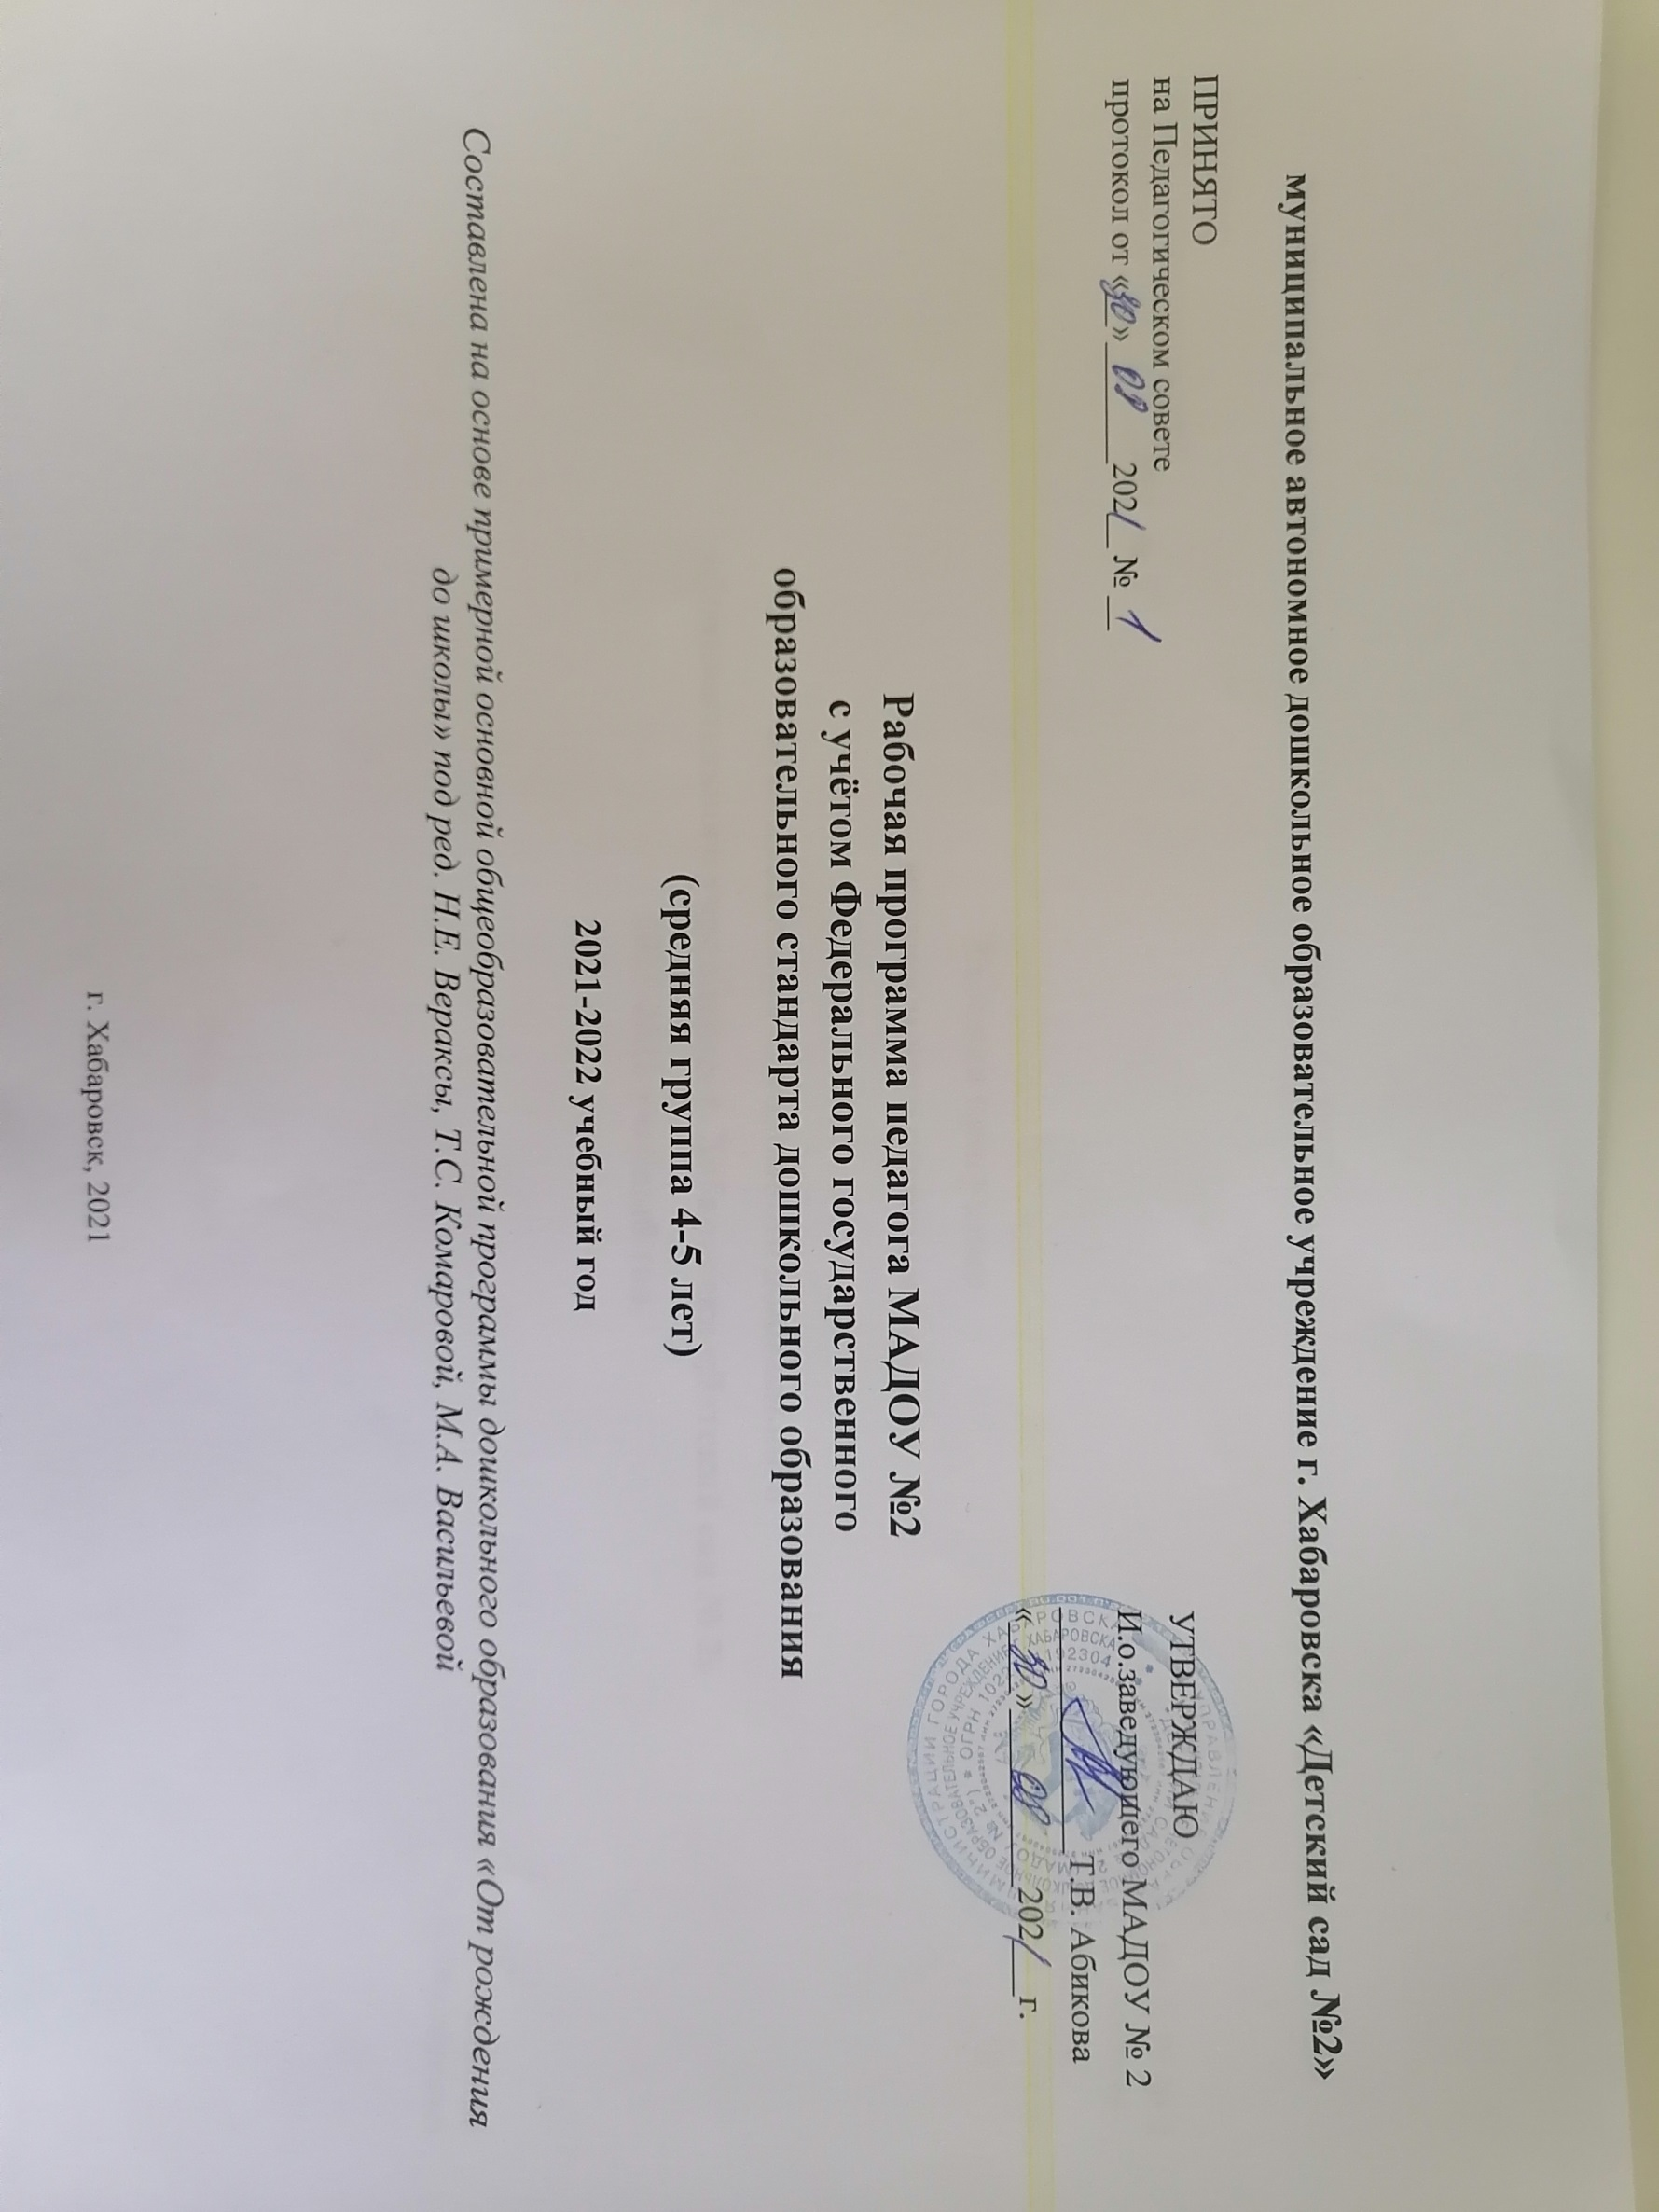 муниципальное автономное дошкольное образовательное учреждение г. Хабаровска «Детский сад №2»
ПРИНЯТО
на Педагогическом совете
протокол от «30» 08 2021 № 1
УТВЕРЖДАЮ
И.о.заведующего МАДОУ № 2
Т.В. Абикова
«30» 08 2021 г.
Рабочая программа педагога МАДОУ №2
с учётом Федерального государственного
образовательного стандарта дошкольного образования
(средняя группа 4-5 лет)
2021-2022 учебный год
Составлена на основе примерной основной общеобразовательной программы дошкольного образования «От рождения
до школы» под ред. Н.Е. Вераксы, Т.С. Комаровой, М.А. Васильевой
г. Хабаровск, 2021